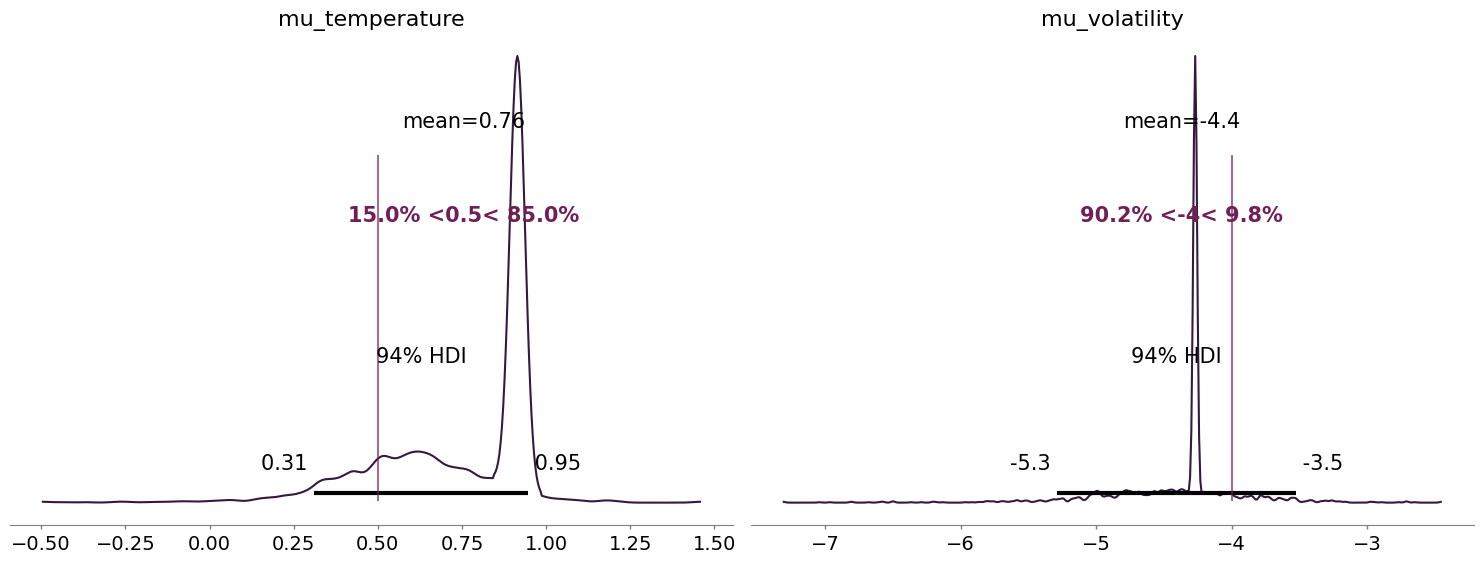 mu_temperature
mean=0.76
15.0% <0.5< 85.0%
94% HDI
0.31
0.95
−0.50 −0.25 0.00 0.25 0.50 0.75 1.00 1.25 1.50
mu_volatility
mean=-4.4
90.2% <-4< 9.8%
94% HDI
-5.3
-3.5
−7 −6 −5 −4 −3